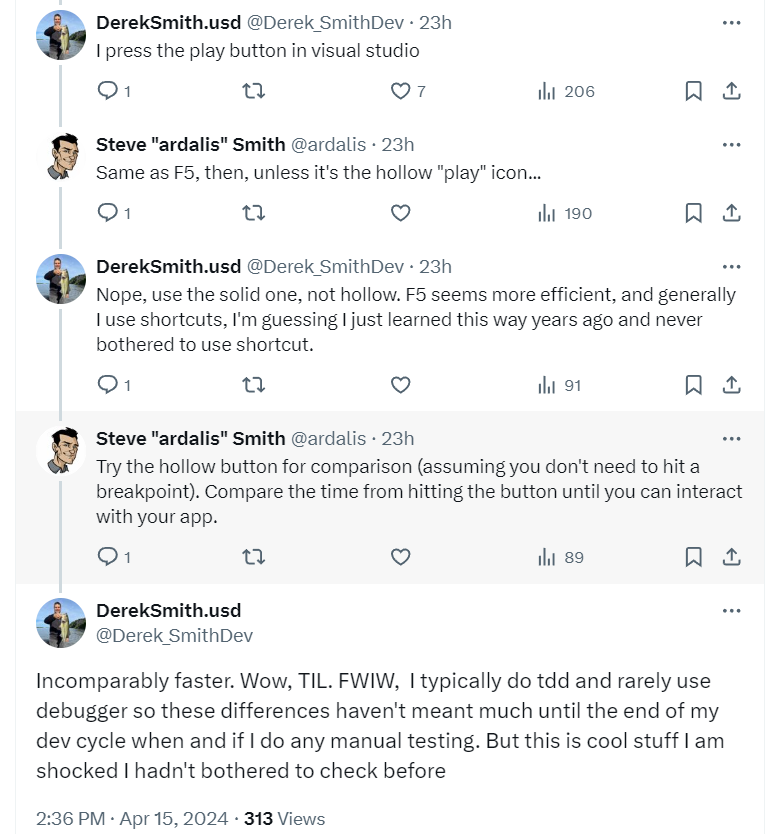 DerekSmith.usd @Derek_SmithDev · 23h
I press the play button in visual studio
1 7 206
Steve "ardalis" Smith @ardalis · 23h
Same as F5, then, unless it's the hollow "play" icon...
1 190
DerekSmith.usd @Derek_SmithDev · 23h
Nope, use the solid one, not hollow. F5 seems more efficient, and generally
I use shortcuts, I'm guessing I just learned this way years ago and never
bothered to use shortcut.
1 91
Steve "ardalis" Smith @ardalis · 23h
Try the hollow button for comparison (assuming you don't need to hit a
breakpoint). Compare the time from hitting the button until you can interact
with your app.
1 89
DerekSmith.usd
@Derek_SmithDev
Incomparably faster. Wow, TIL. FWIW,  I typically do tdd and rarely use
debugger so these differences haven't meant much until the end of my
dev cycle when and if I do any manual testing. But this is cool stuff I am
shocked I hadn't bothered to check before
2:36 PM · Apr 15, 2024 · 313 Views